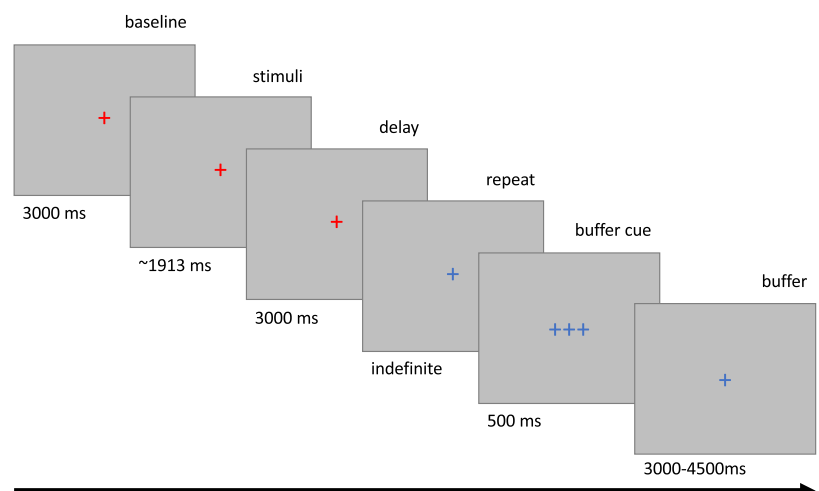 baseline
stimuli
delay
repeat
buffer cue
buffer
3000 ms
~1913 ms
3000 ms
indefinite
500 ms
3000-4500ms